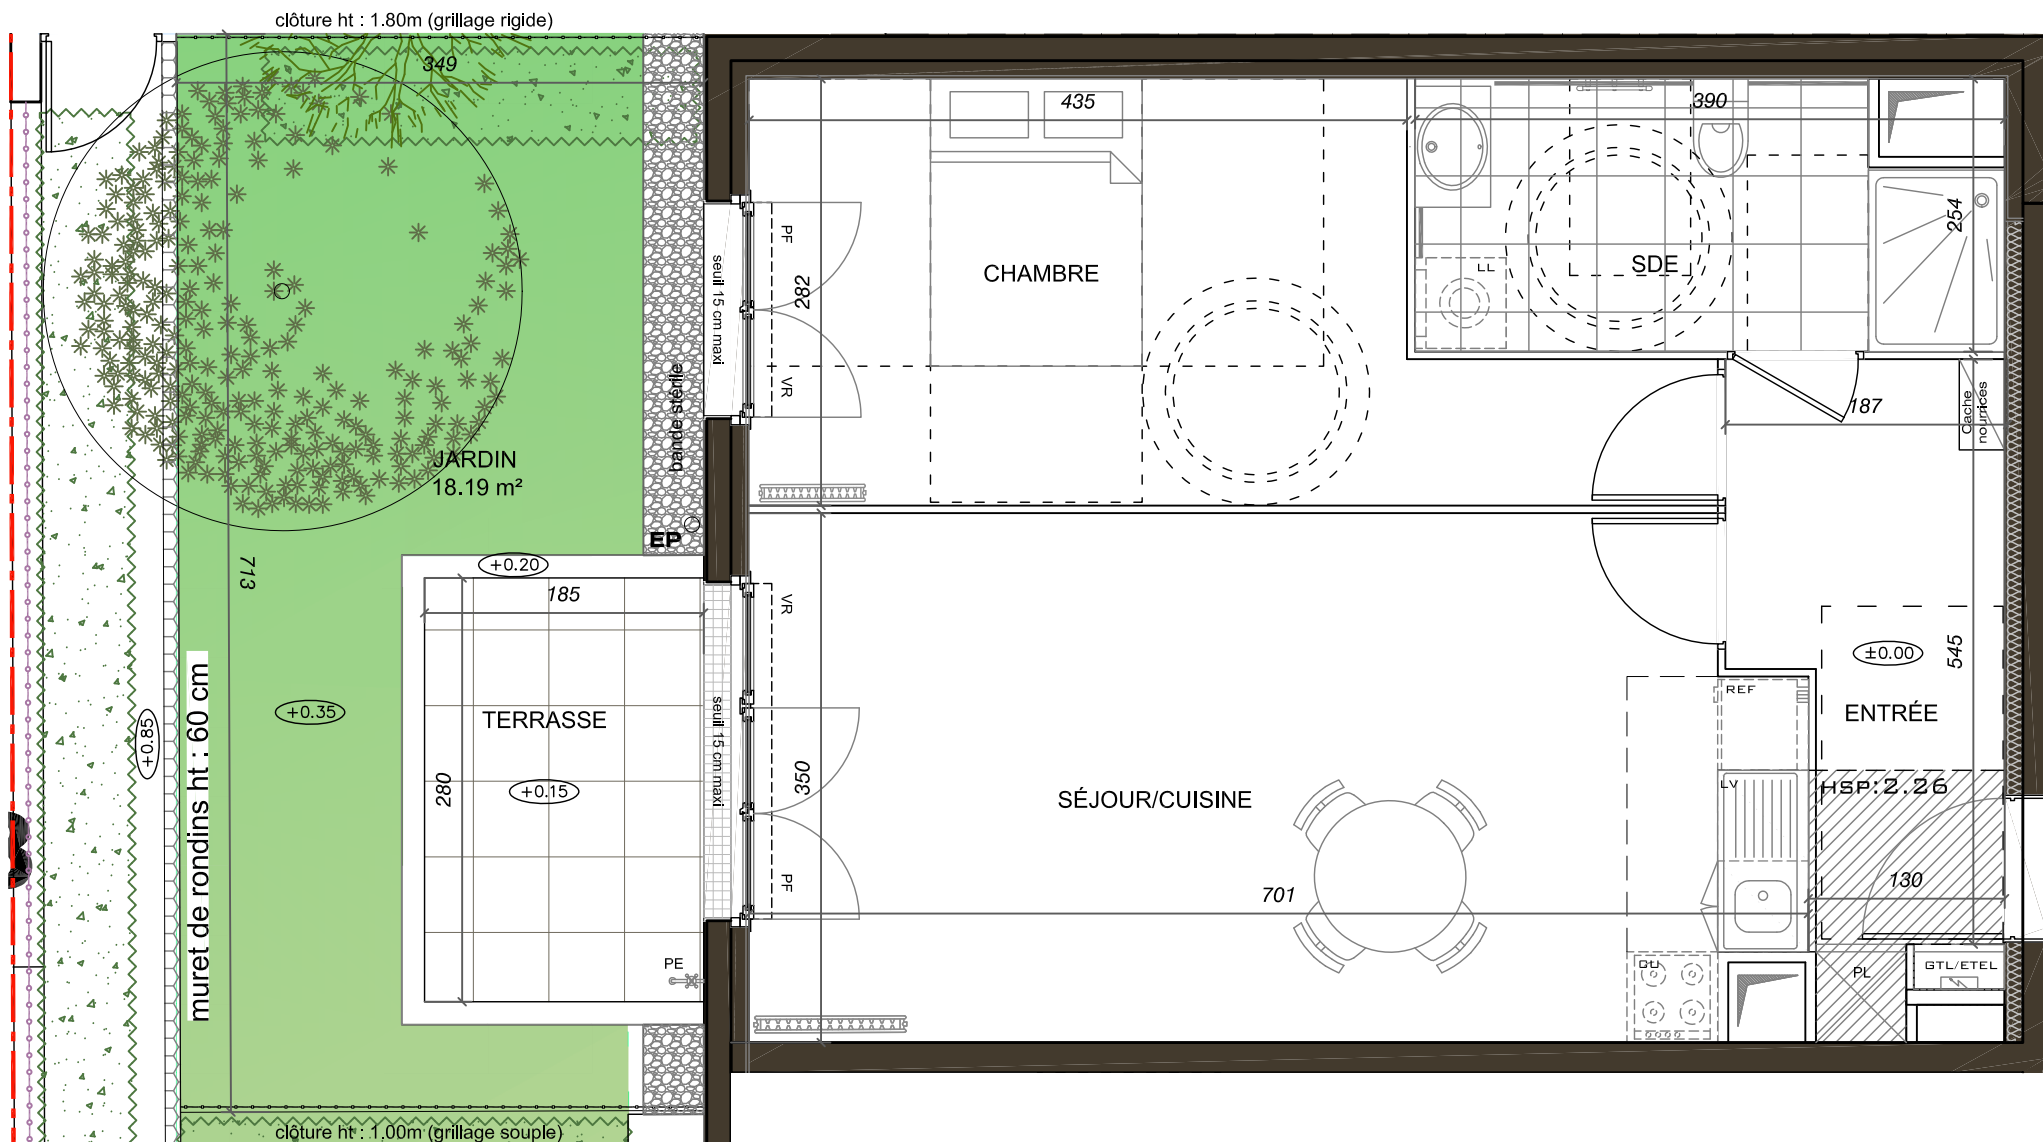 clôture ht : 1.80m (grillage rigide)
349
435
390
PF
254
seuil 15 cm maxi
282
CHAMBRE
SDE
LL
VR
bande stérile
187
Cache
nourrices
JARDIN
18.19 m²
EP
+0.20
713
185
VR
muret de rondins ht : 60 cm
±0.00
545
REF
+0.85
+0.35
TERRASSE
seuil 15 cm maxi
ENTRÉE
280
+0.15
350
SÉJOUR/CUISINE
LV
HSP:2.26
PF
701
130
PE
CU
PL
GTL/ETEL
clôture ht : 1.00m (grillage souple)